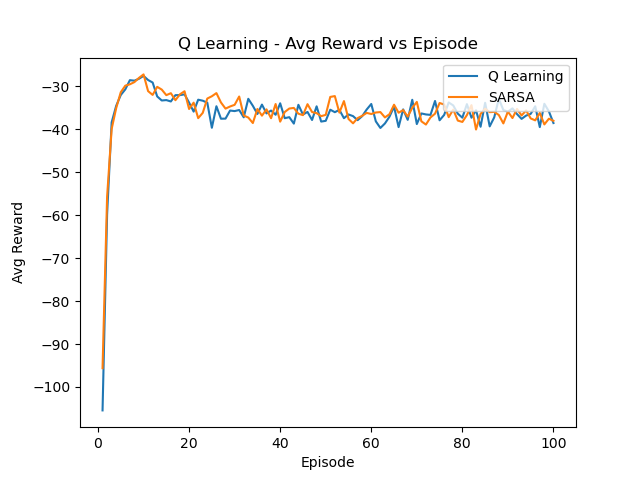 Q Learning - Avg Reward vs Episode
Q Learning
SARSA
−30
−40
−50
−60
−70
−80
−90
−100
Avg Reward
0 20 40 60 80 100
Episode